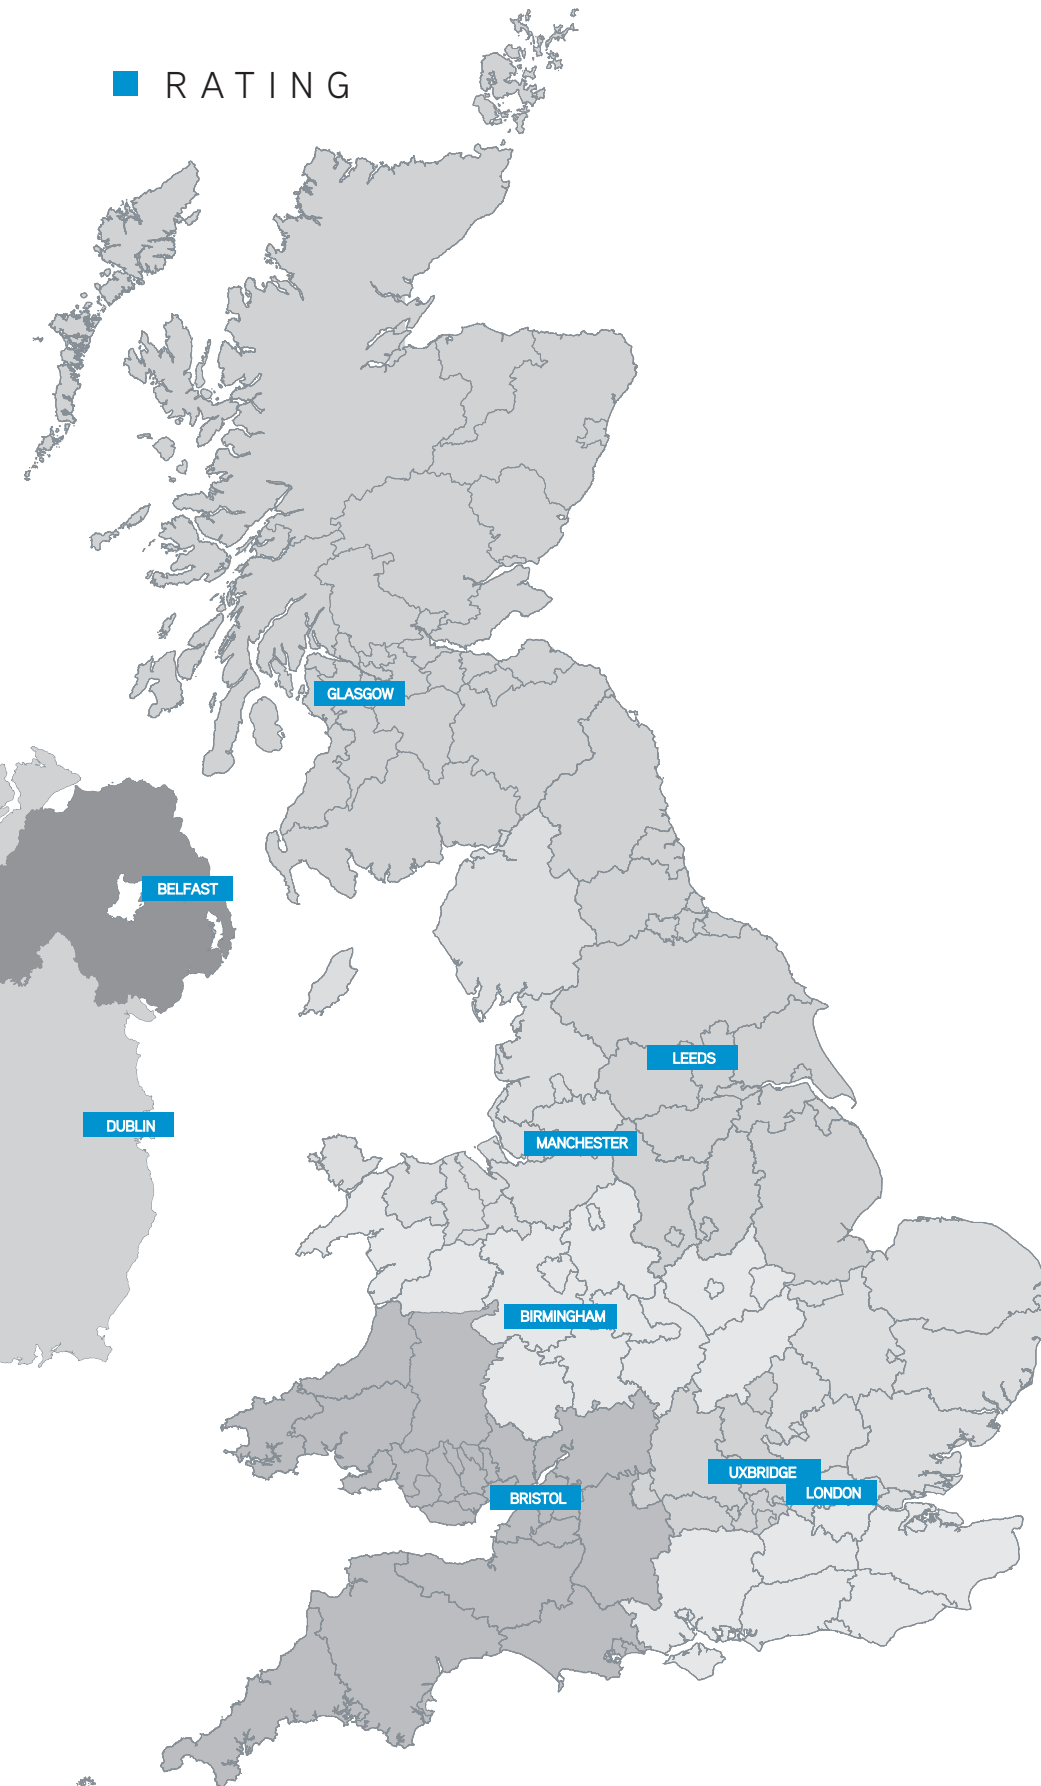 RATING
GLASGOW
BELFAST
LEEDS
DUBLIN
MANCHESTER
BIRMINGHAM
UXBRIDGE
LONDON
BRISTOL